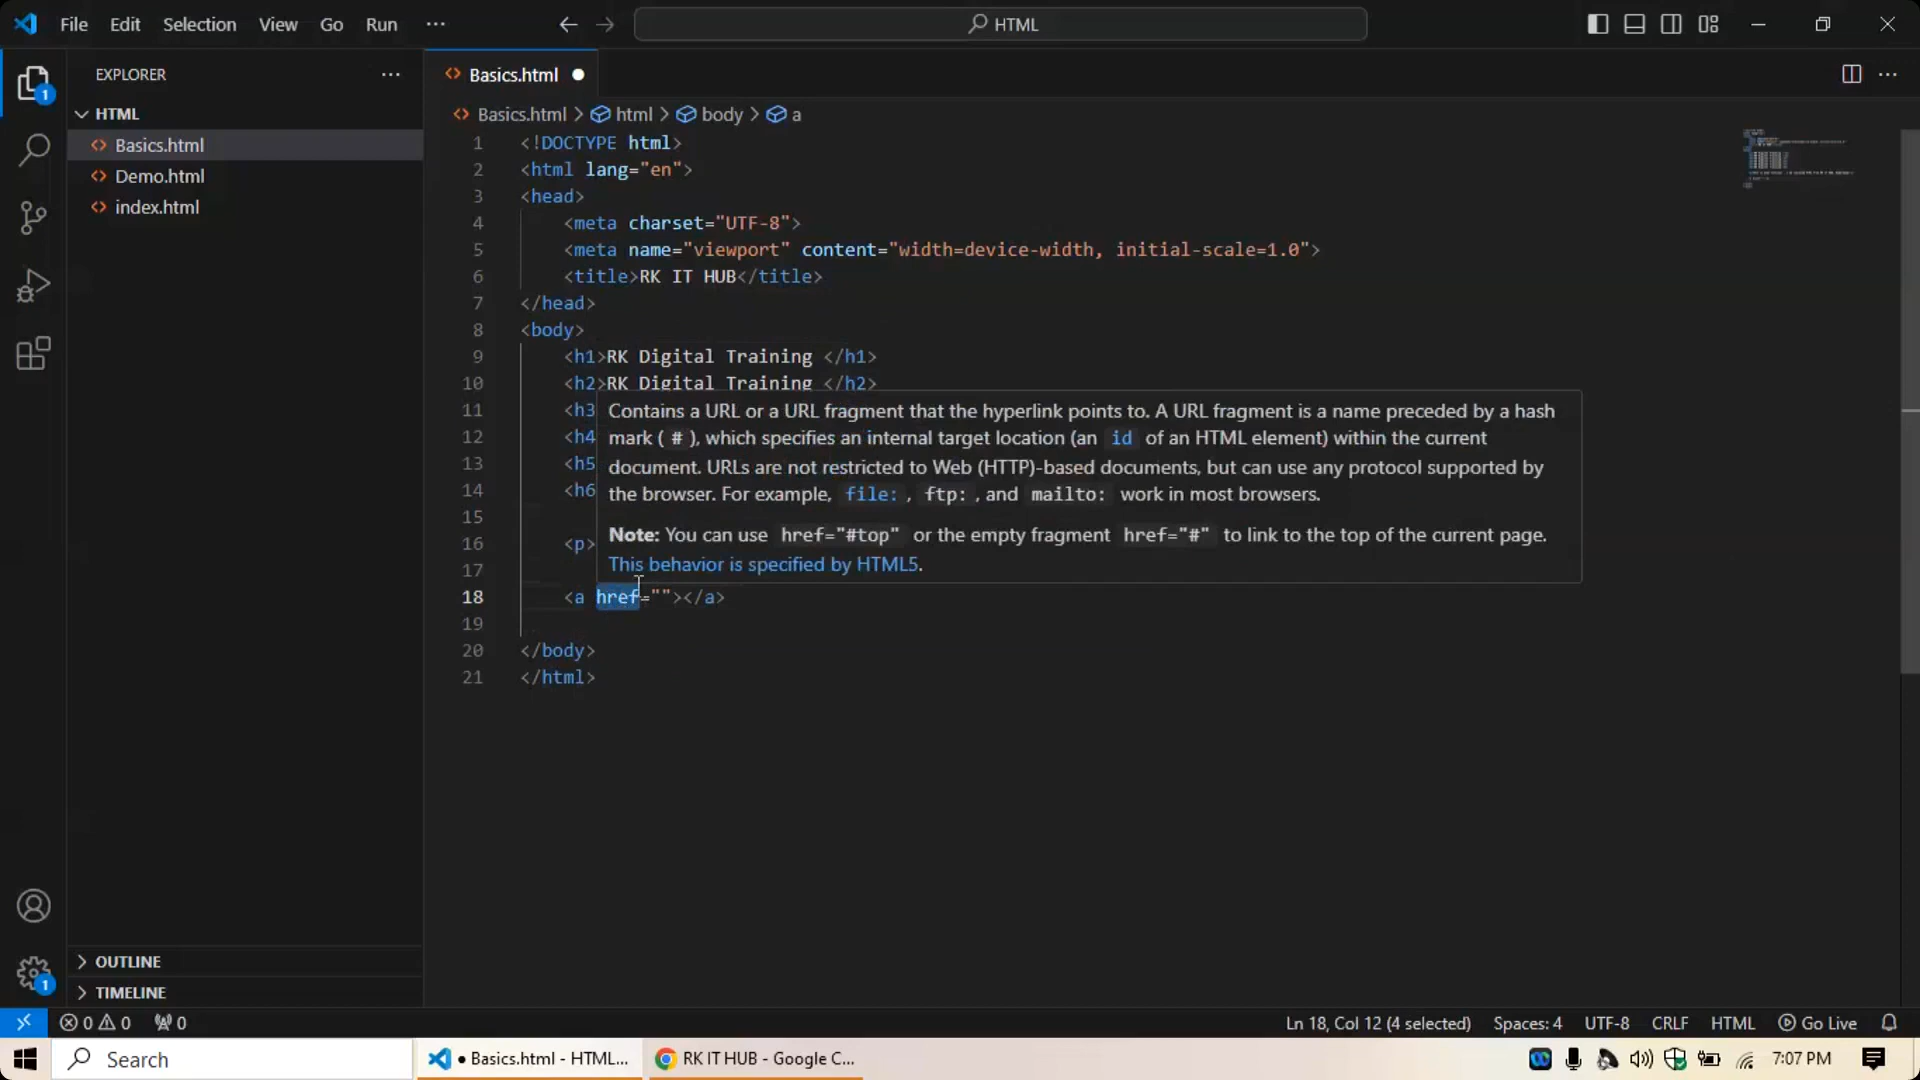 File Edit Selection View Go Run ··· HTML
EXPLORER ···
HTML
Basics.html
Demo.html
index.html
1
OUTLINE
TIMELINE
1
Basics.html
Basics.html > html > body > a
1 <!DOCTYPE html>
2 <html lang="en">
3 <head>
4 <meta charset="UTF-8">
5 <meta name="viewport" content="width=device-width, initial-scale=1.0">
6 <title>RK IT HUB</title>
7 </head>
8 <body>
9 <h1>RK Digital Training </h1>
10 <h2>RK Digital Training </h2>
11 <h3
12 <h4
13 <h5
14 <h6
15
16 <p>
17
18 <a href=""></a>
19
20 </body>
21 </html>
Contains a URL or a URL fragment that the hyperlink points to. A URL fragment is a name preceded by a hash
mark ( # ), which specifies an internal target location (an id of an HTML element) within the current
document. URLs are not restricted to Web (HTTP)-based documents, but can use any protocol supported by
the browser. For example, file: , ftp: , and mailto: work in most browsers.
Note: You can use href="#top" or the empty fragment href="#" to link to the top of the current page.
This behavior is specified by HTML5.
0 0 0 Ln 18, Col 12 (4 selected) Spaces: 4 UTF-8 CRLF HTML Go Live
Search ● Basics.html - HTML... RK IT HUB - Google C... 7:07 PM